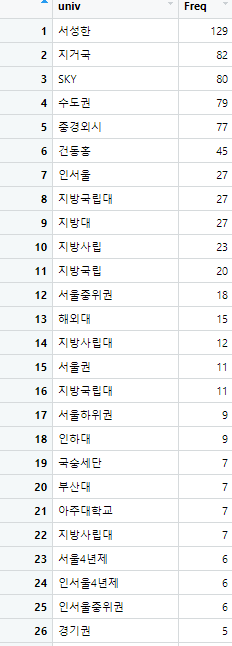 univ Freq
1 서성한 129
2 지거국 82
3 SKY 80
4 수도권 79
5 중경외시 77
6 건동홍 45
7 인서울 27
8 지방국립대 27
9 지방대 27
10 지방사립 23
11 지방국립 20
12 서울중위권 18
13 해외대 15
14 지방사립대 12
15 서울권 11
16 지방국립대 11
17 서울하위권 9
18 인하대 9
19 국숭세단 7
20 부산대 7
21 아주대학교 7
22 지방사립대 7
23 서울4년제 6
24 인서울4년제 6
25 인서울중위권 6
26 경기권 5